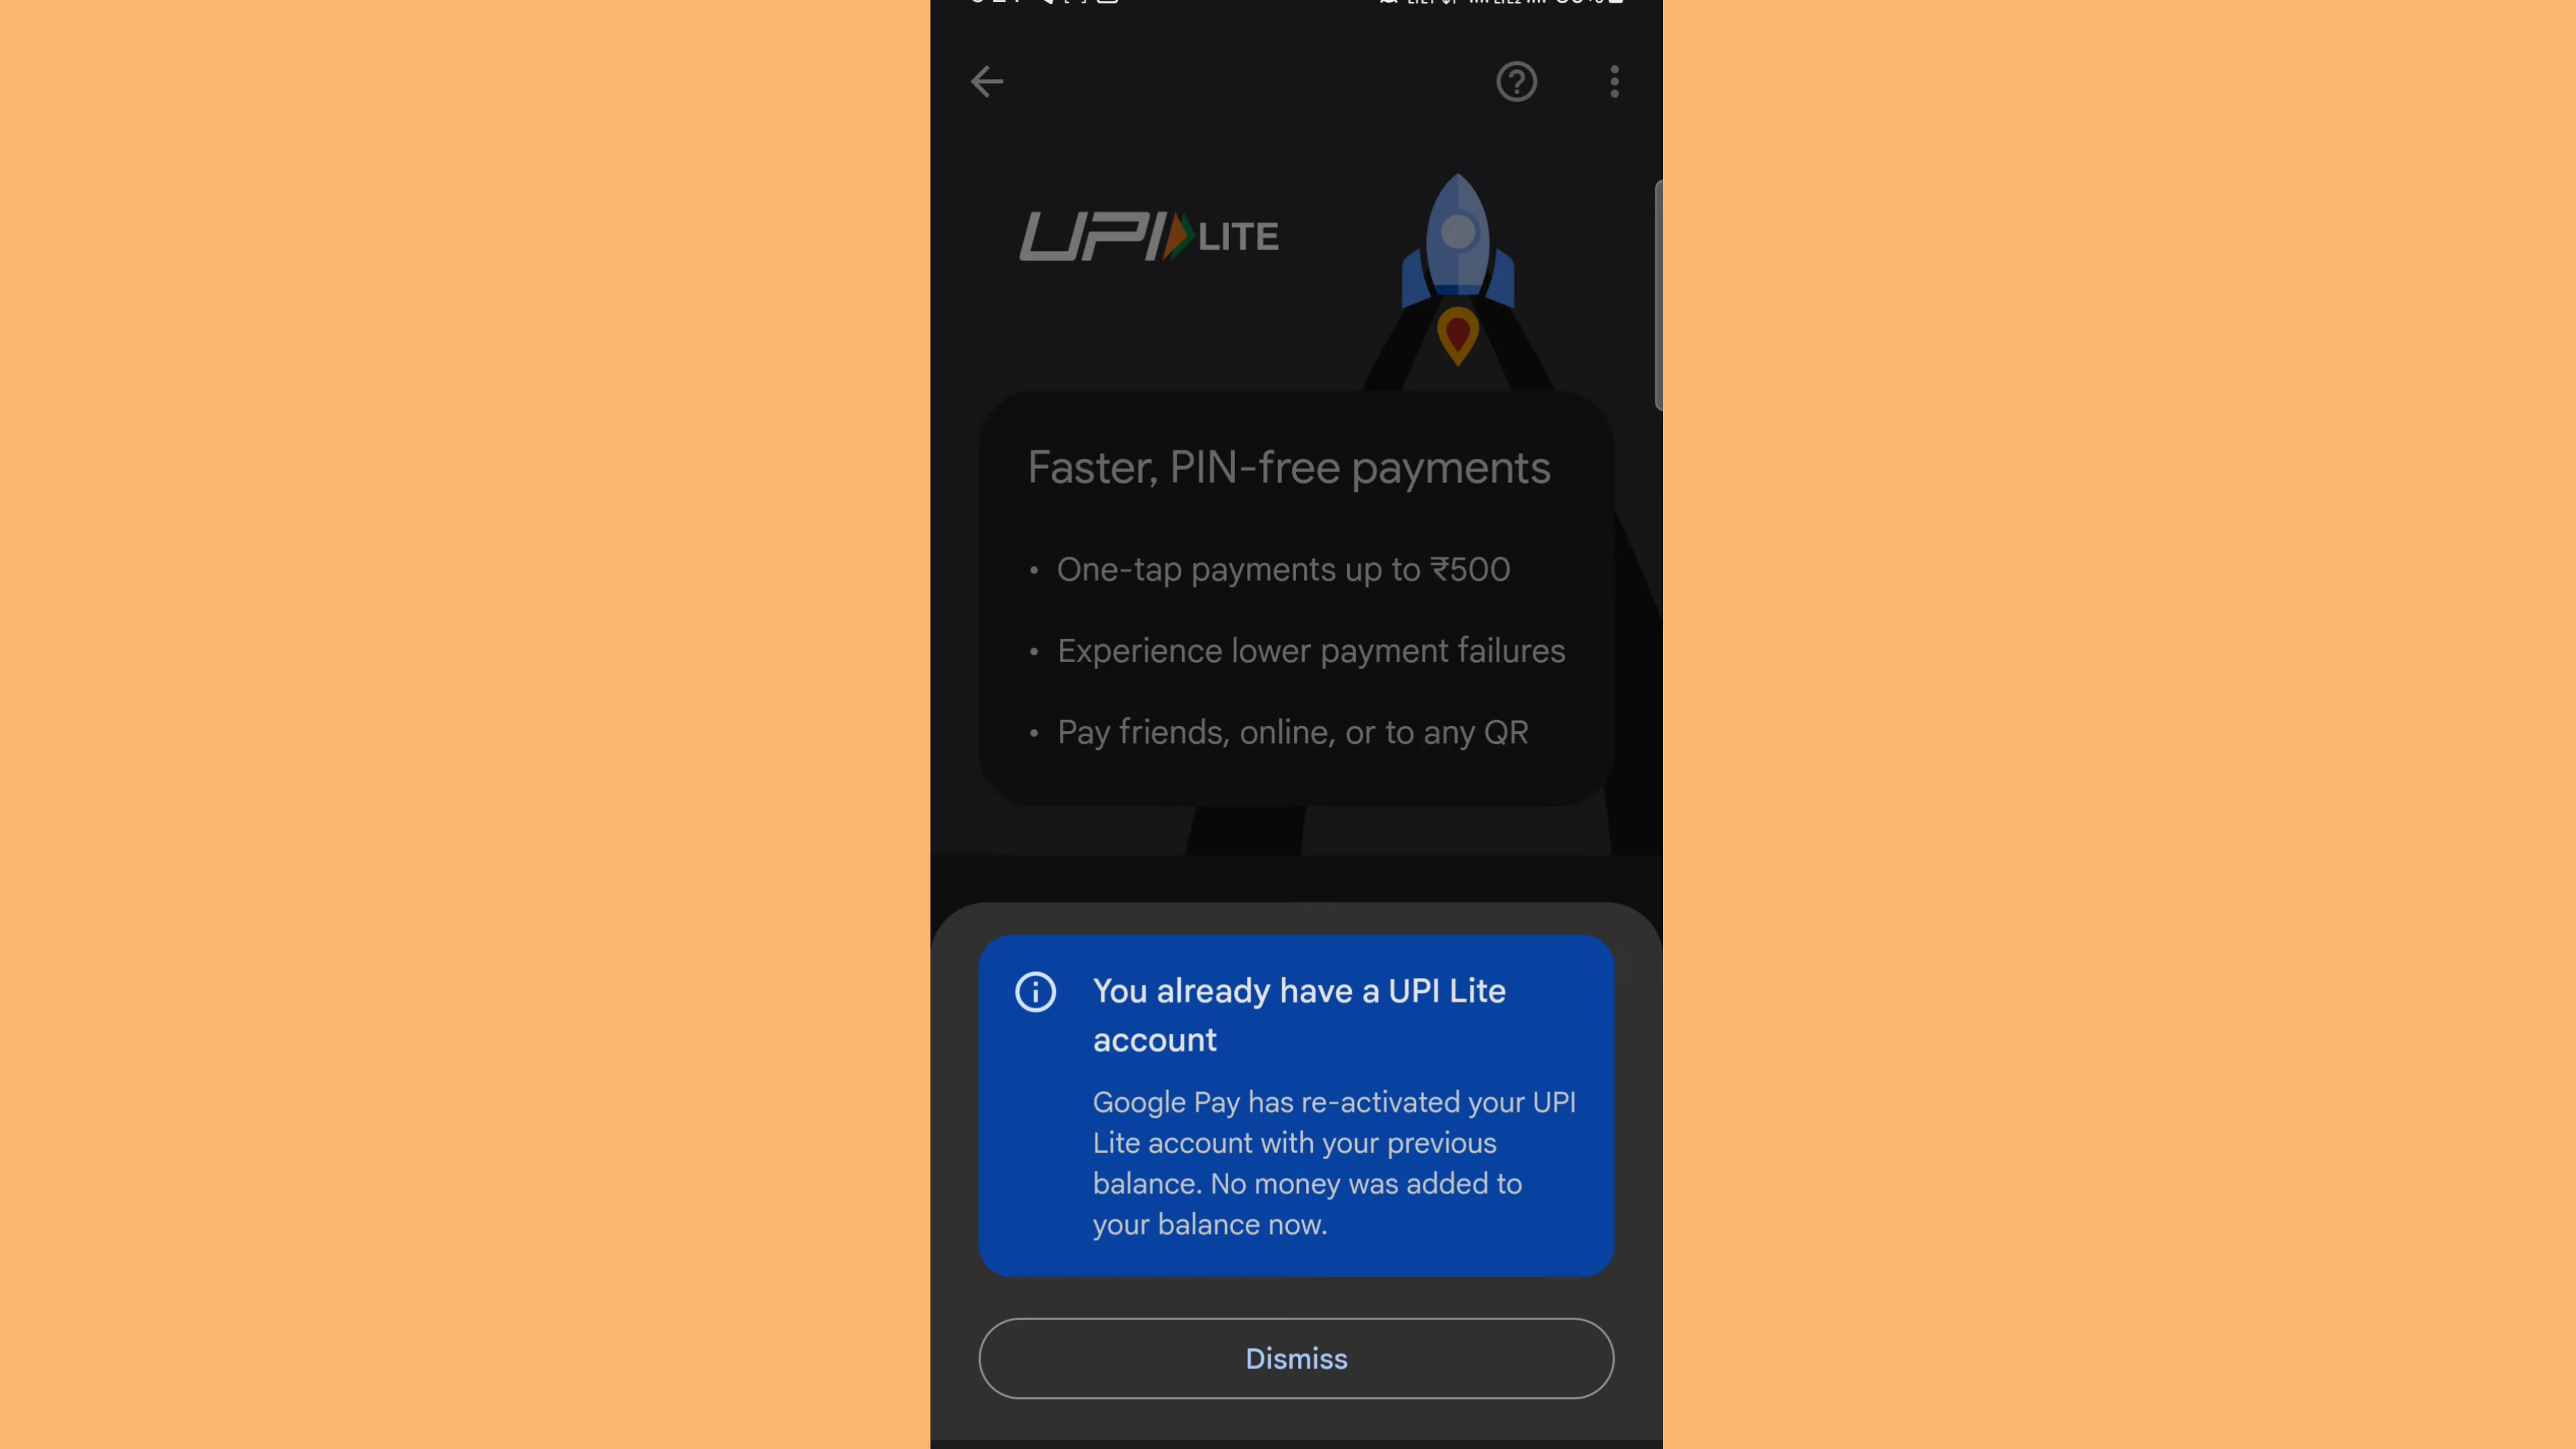 UPI LITE
Faster, PIN-free payments
• One-tap payments up to ₹500
• Experience lower payment failures
• Pay friends, online, or to any QR
You already have a UPI Lite
account
Google Pay has re-activated your UPI
Lite account with your previous
balance. No money was added to
your balance now.
Dismiss